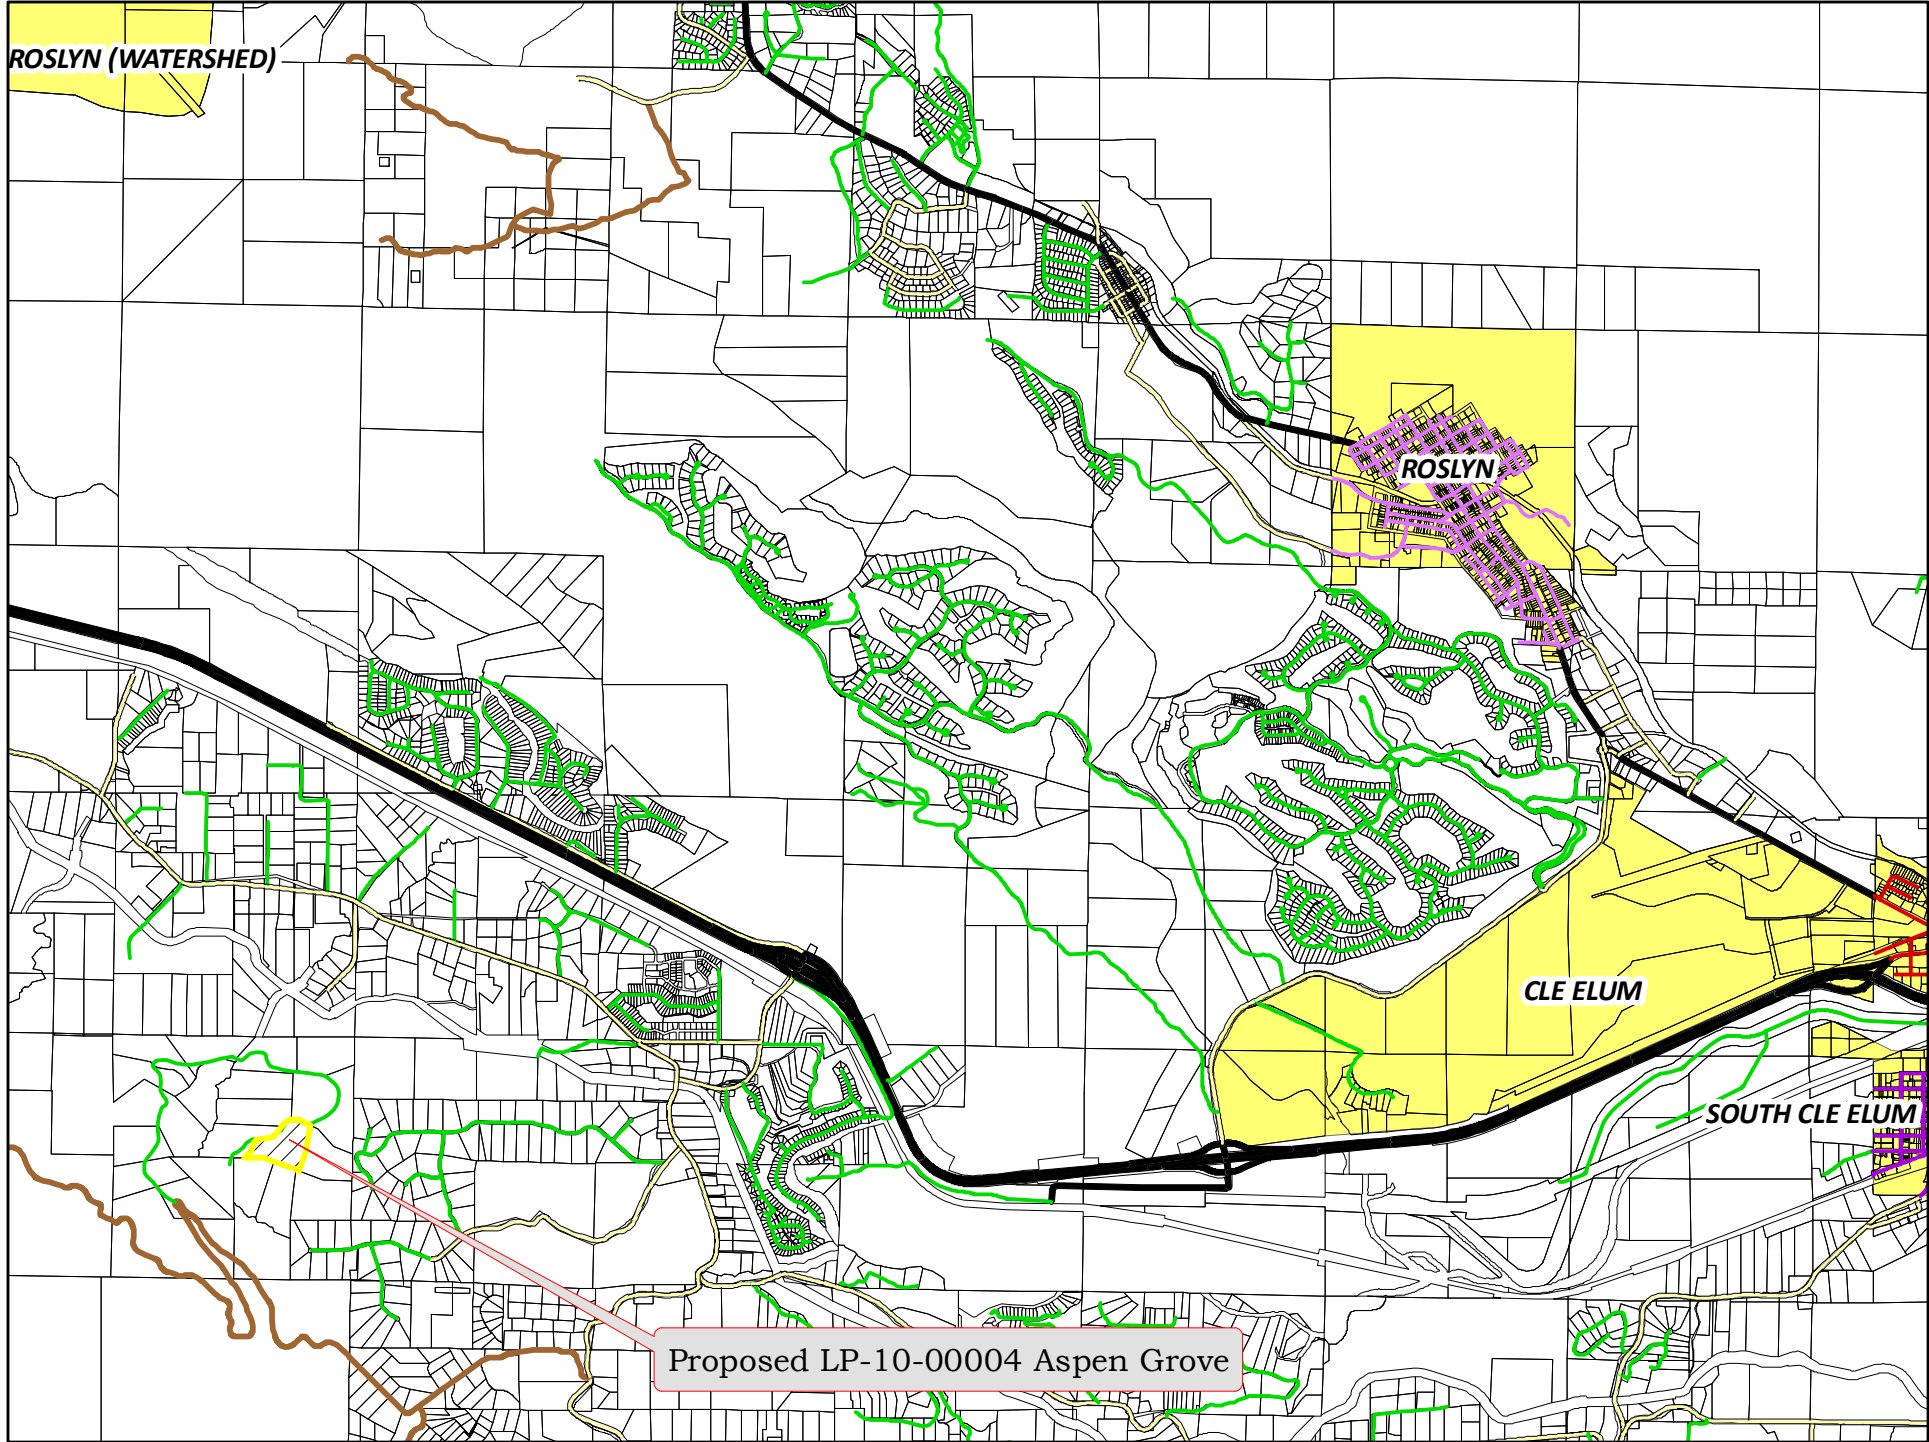 ROSLYN (WATERSHED)
ROSLYN
CLE ELUM
SOUTH CLE ELUM
Proposed LP-10-00004 Aspen Grove